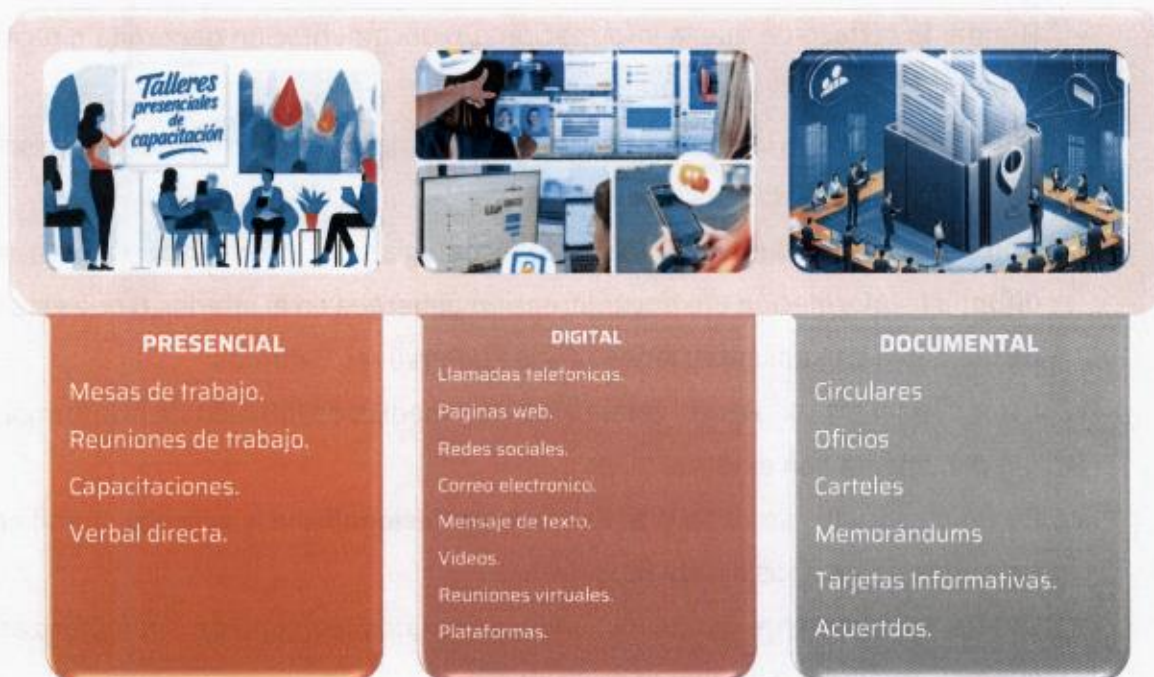 Talleres
presenciales
de
capacitación
PRESENCIAL
Mesas de trabajo.
Reuniones de trabajo.
Capacitaciones.
Verbal directa.
DIGITAL
Llamadas telefonicas.
Paginas web.
Redes sociales.
Correo electronico.
Mensaje de texto.
Videos.
Reuniones virtuales.
Plataformas.
DOCUMENTAL
Circulares
Oficios
Carteles
Memorándums
Tarjetas Informativas.
Acuertdos.